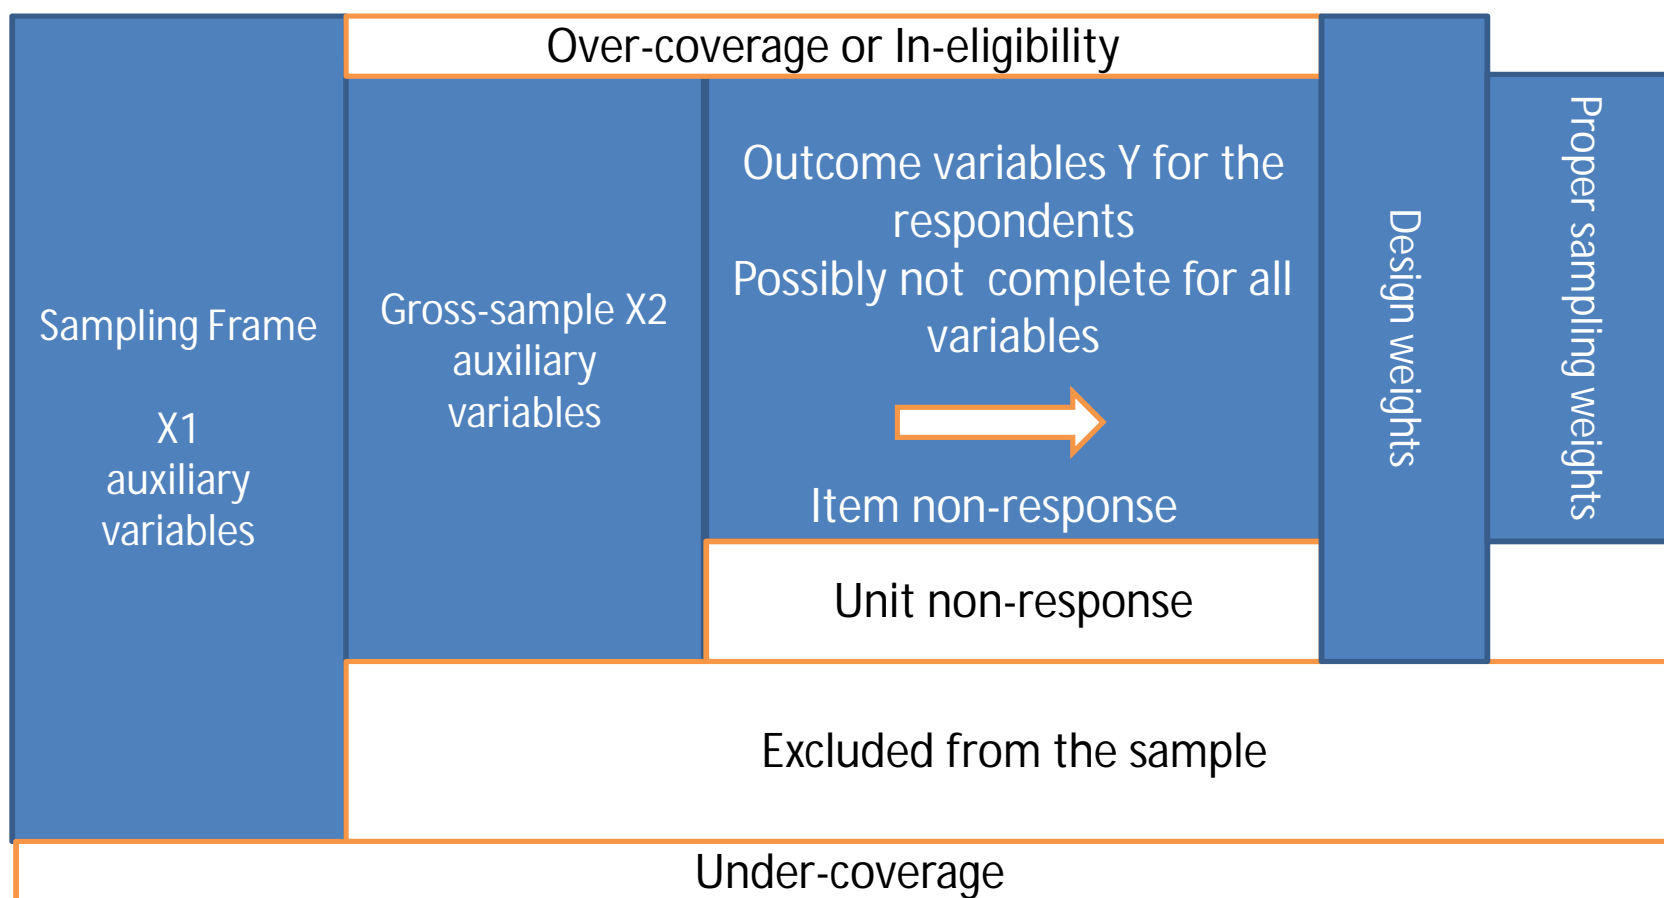 Over-coverage or In-eligibility
Sampling Frame
X1
auxiliary
variables
Gross-sample X2
auxiliary
variables
Outcome variables Y for the
respondents
Possibly not complete for all
variables
Item non-response
Unit non-response
Design weights
Proper sampling weights
Excluded from the sample
Under-coverage